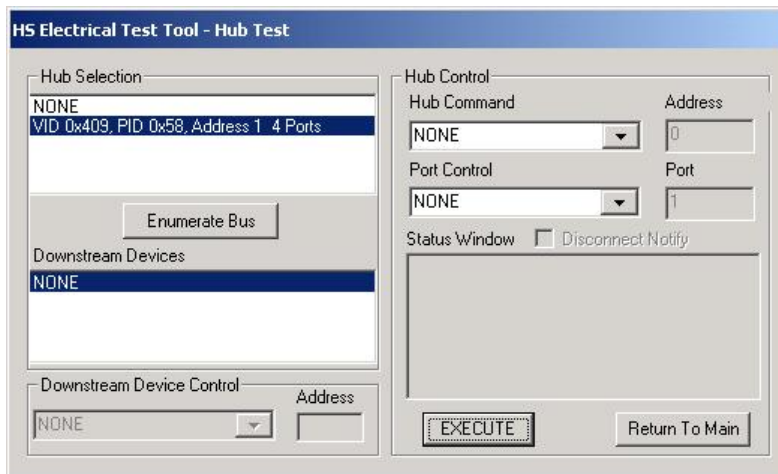 HS Electrical Test Tool - Hub Test
Hub Selection
NONE
VID 0x409, PID 0x58, Address 1 4 Ports
Enumerate Bus
Downstream Devices
NONE
Downstream Device Control
Address
NONE
Hub Control
Hub Command
Address
NONE
0
Port Control
Port
NONE
1
Status Window
Disconnect Notify
EXECUTE
Return To Main